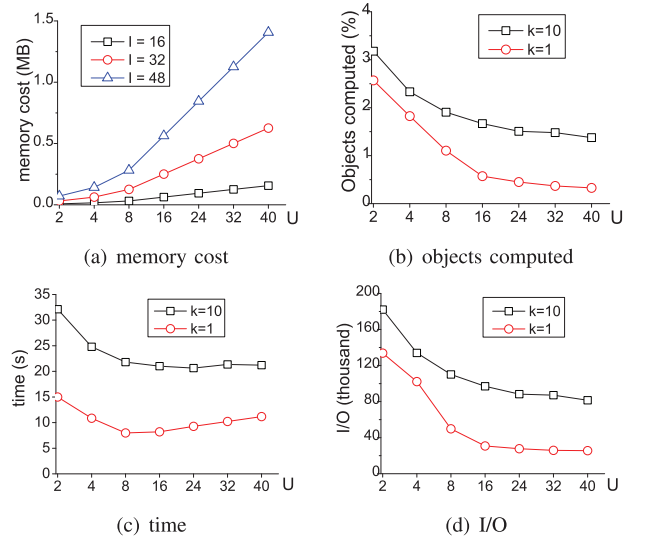 memory cost (MB)
1.5
1.0
0.5
0.0
I = 16
I = 32
I = 48
2 4 8 16 24 32 40 U
(a) memory cost
Objects computed (%)
4
3
2
1
0
k=10
k=1
2 4 8 16 24 32 40 U
(b) objects computed
time (s)
35
30
25
20
15
10
5
0
k=10
k=1
2 4 8 16 24 32 40 U
(c) time
I/O (thousand)
200
160
120
80
40
0
k=10
k=1
2 4 8 16 24 32 40 U
(d) I/O